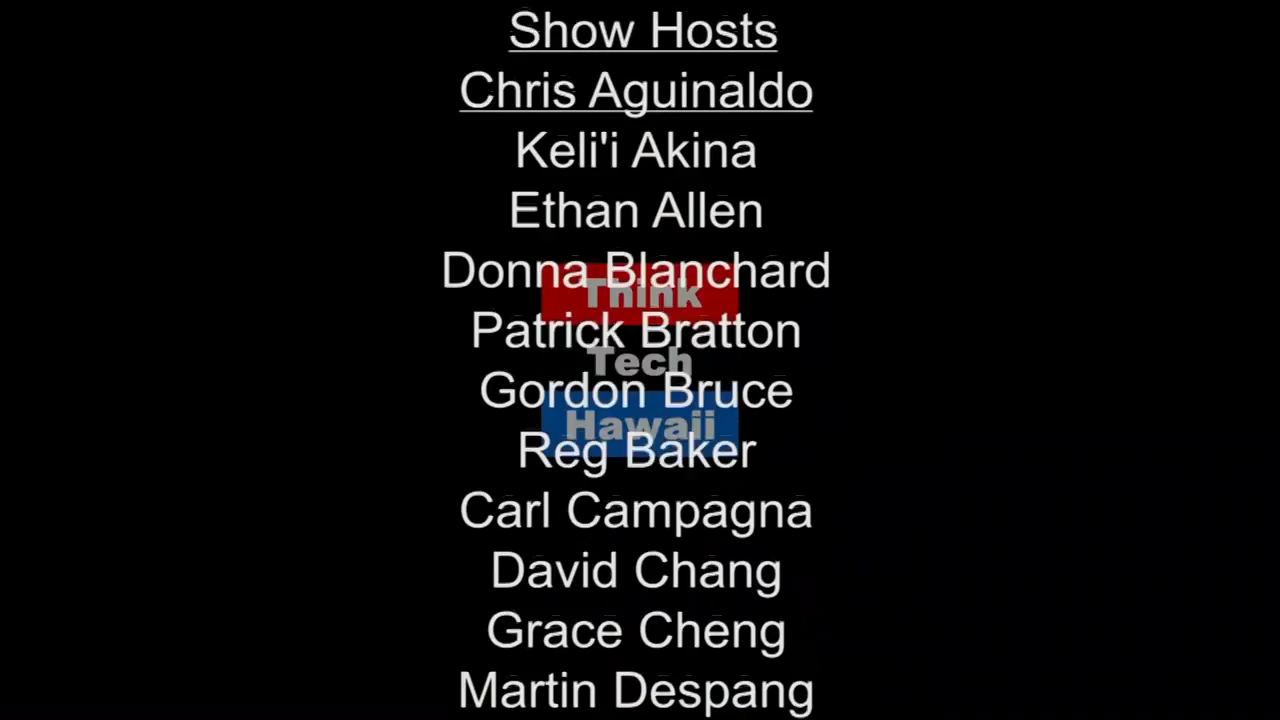 Show Hosts
Chris Aguinaldo
Keli'i Akina
Ethan Allen
Donna Blanchard
Think
Patrick Bratton
Tech
Gordon Bruce
Hawaii
Reg Baker
Carl Campagna
David Chang
Grace Cheng
Martin Despang